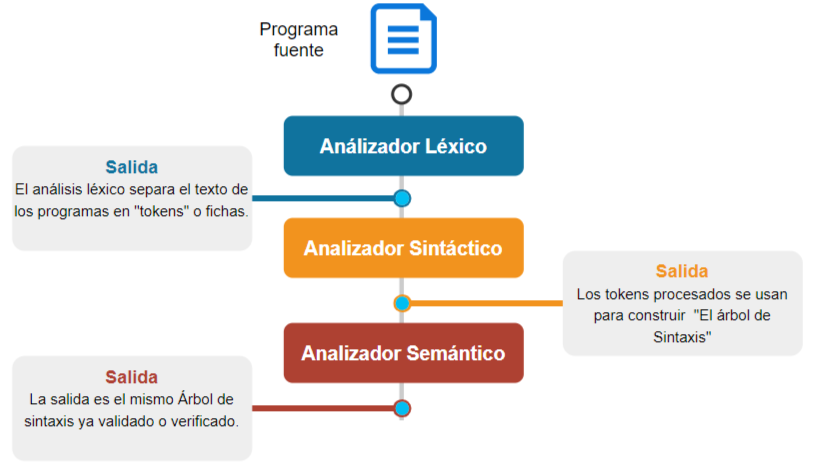 Programa
fuente
Análizador Léxico
Salida
El análisis léxico separa el texto de
los programas en "tokens" o fichas.
Analizador Sintáctico
Salida
Los tokens procesados se usan
para construir "El árbol de
Sintaxis"
Analizador Semántico
Salida
La salida es el mismo Árbol de
sintaxis ya validado o verificado.